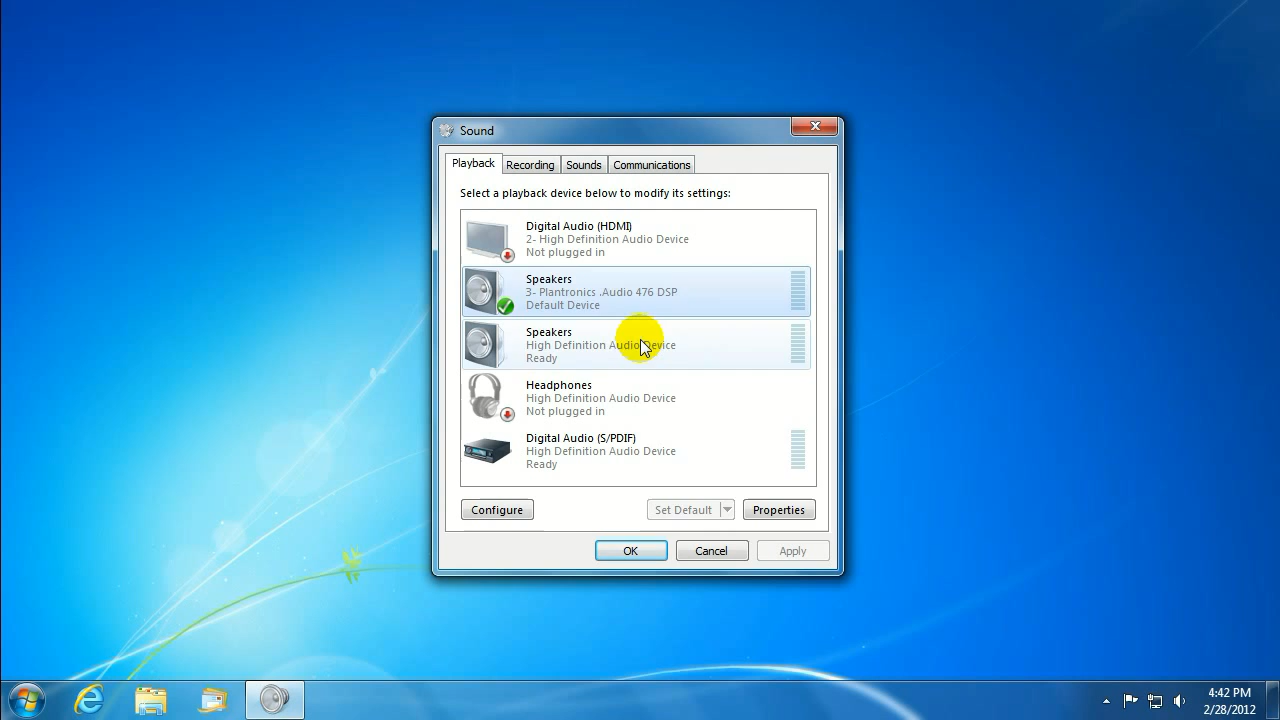 Sound
Playback
Recording
Sounds
Communications
Select a playback device below to modify its settings:
Digital Audio (HDMI)
2- High Definition Audio Device
Not plugged in
Speakers
3- Plantronics .Audio 476 DSP
Default Device
Speakers
High Definition Audio Device
Ready
Headphones
High Definition Audio Device
Not plugged in
Digital Audio (S/PDIF)
High Definition Audio Device
Ready
Configure
Set Default
Properties
OK
Cancel
Apply
4:42 PM
2/28/2012